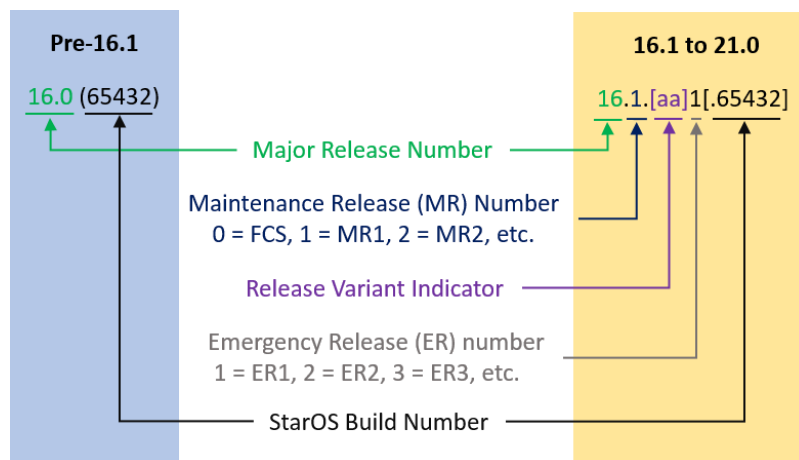 Pre-16.1
16.1 to 21.0
16.0 (65432)
16.1.[aa]1[.65432]
Major Release Number
Maintenance Release (MR) Number
0 = FCS, 1 = MR1, 2 = MR2, etc.
Release Variant Indicator
Emergency Release (ER) number
1 = ER1, 2 = ER2, 3 = ER3, etc.
StarOS Build Number